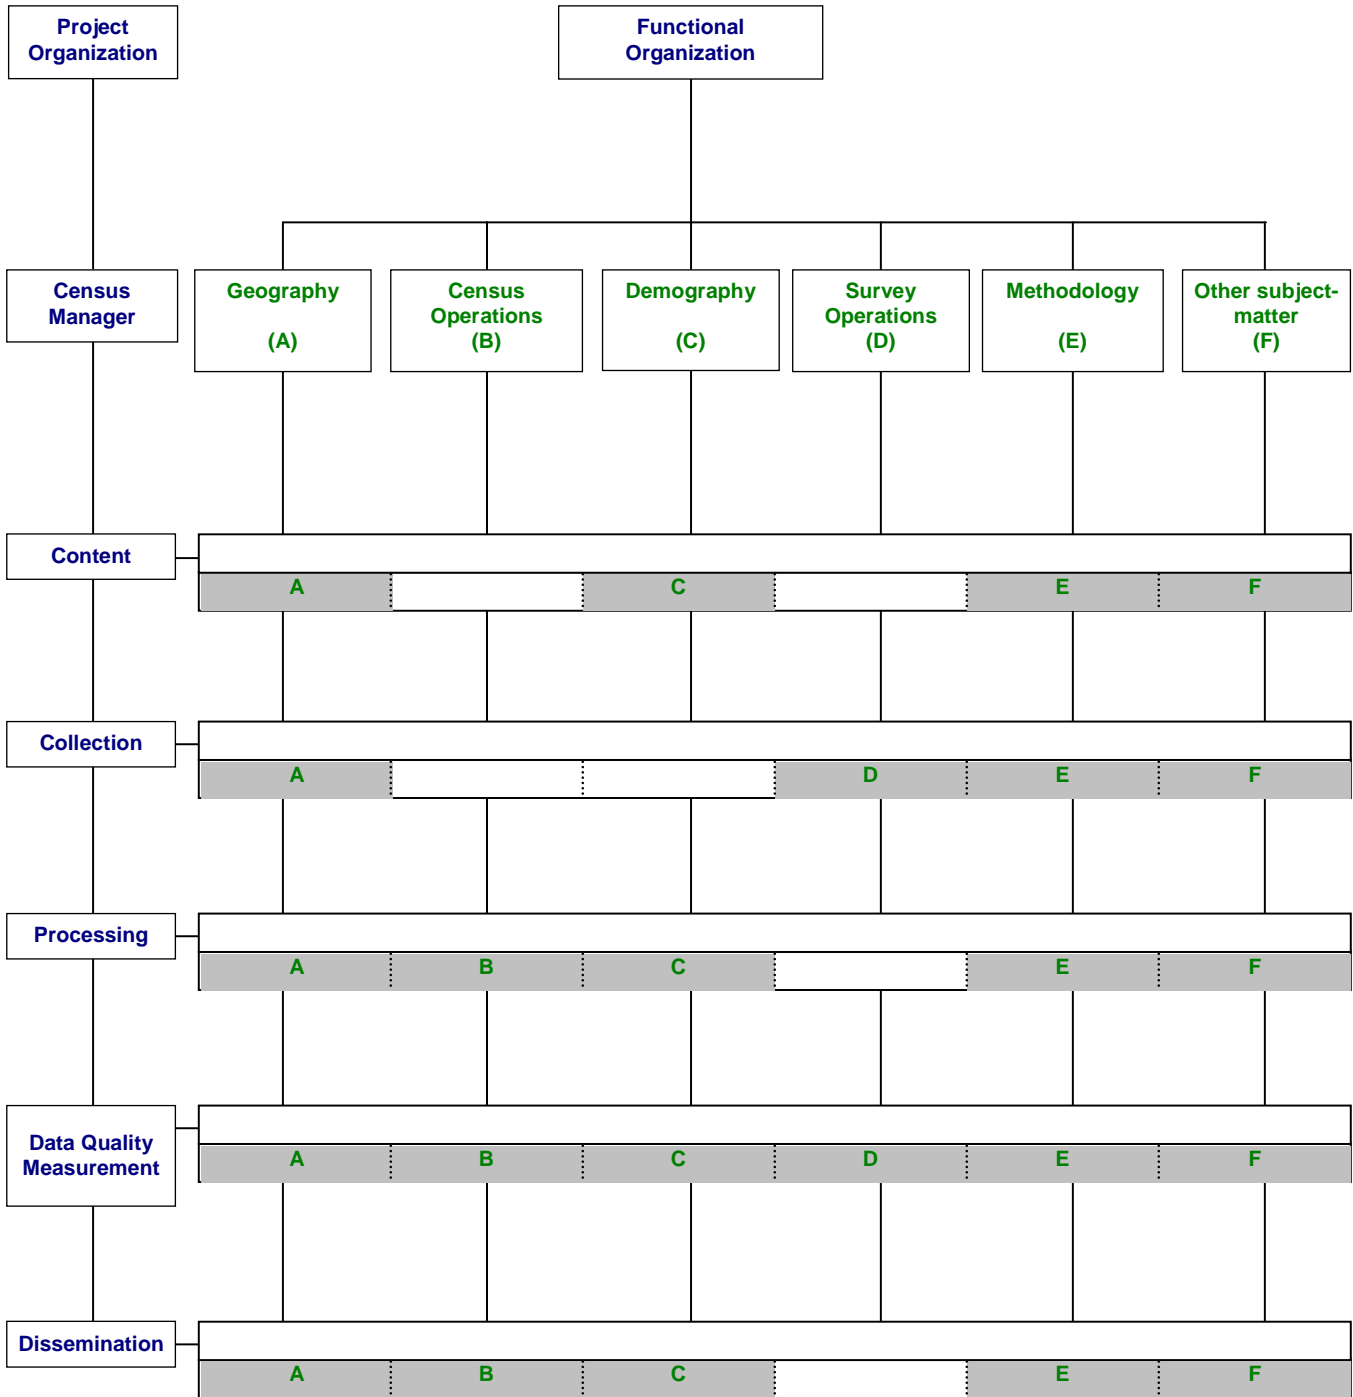 Project
Organization
Functional
Organization
Census
Manager
Geography
(A)
Census
Operations
(B)
Demography
(C)
Survey
Operations
(D)
Methodology
(E)
Other subject-
matter
(F)
Content
A C E F
Collection
A D E F
Processing
A B C E F
Data Quality
Measurement
A B C D E F
Dissemination
A B C E F